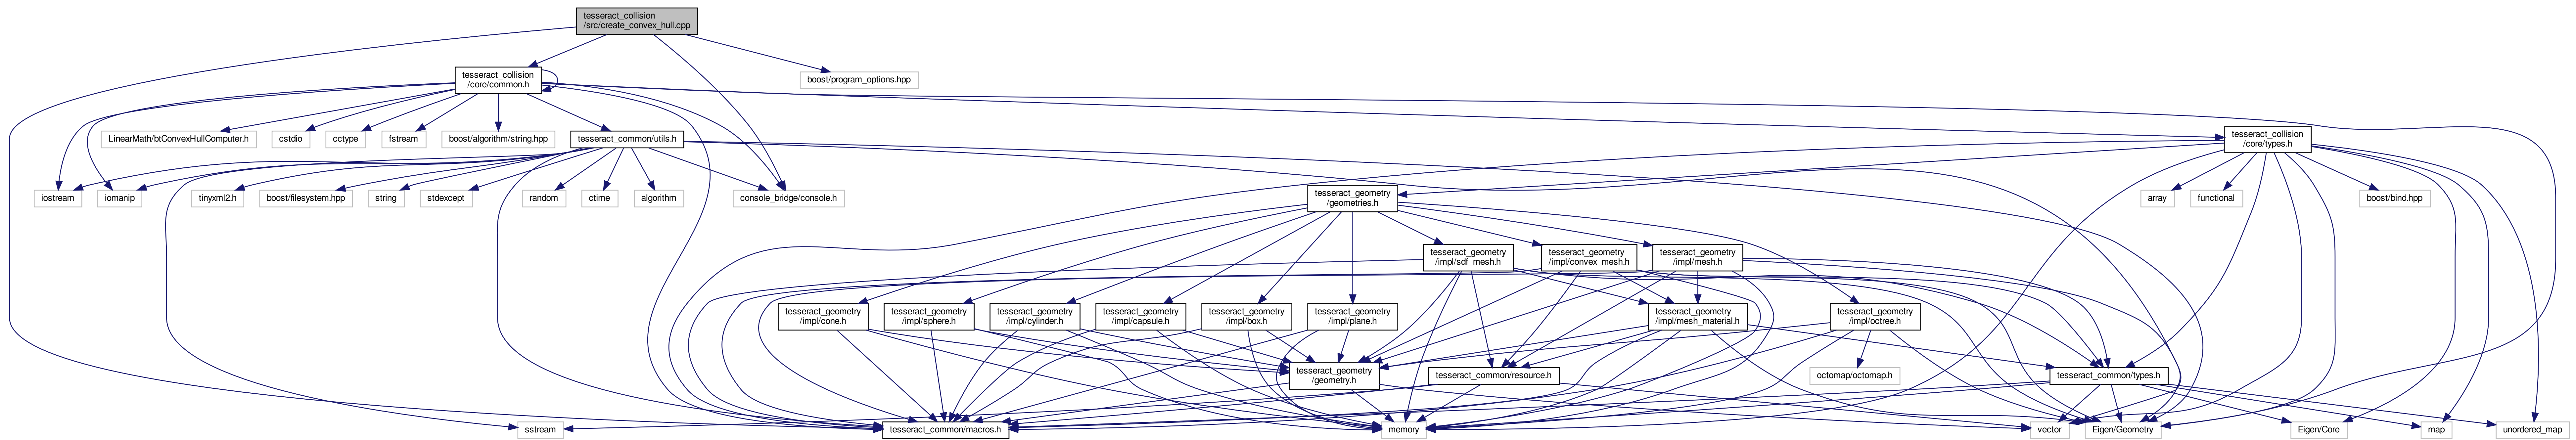 tesseract_collision
/src/create_convex_hull.cpp
tesseract_collision
/core/common.h
boost/program_options.hpp
LinearMath/btConvexHullComputer.h
cstdio
cctype
fstream
boost/algorithm/string.hpp
tesseract_common/utils.h
tesseract_collision
/core/types.h
iostream
iomanip
tinyxml2.h
boost/filesystem.hpp
string
stdexcept
random
ctime
algorithm
console_bridge/console.h
tesseract_geometry
/geometries.h
array
functional
boost/bind.hpp
tesseract_geometry
/impl/sdf_mesh.h
tesseract_geometry
/impl/convex_mesh.h
tesseract_geometry
/impl/mesh.h
tesseract_geometry
/impl/cone.h
tesseract_geometry
/impl/sphere.h
tesseract_geometry
/impl/cylinder.h
tesseract_geometry
/impl/capsule.h
tesseract_geometry
/impl/box.h
tesseract_geometry
/impl/plane.h
tesseract_geometry
/impl/mesh_material.h
tesseract_geometry
/impl/octree.h
tesseract_geometry
/geometry.h
tesseract_common/resource.h
octomap/octomap.h
tesseract_common/types.h
sstream
tesseract_common/macros.h
memory
vector
Eigen/Geometry
Eigen/Core
map
unordered_map